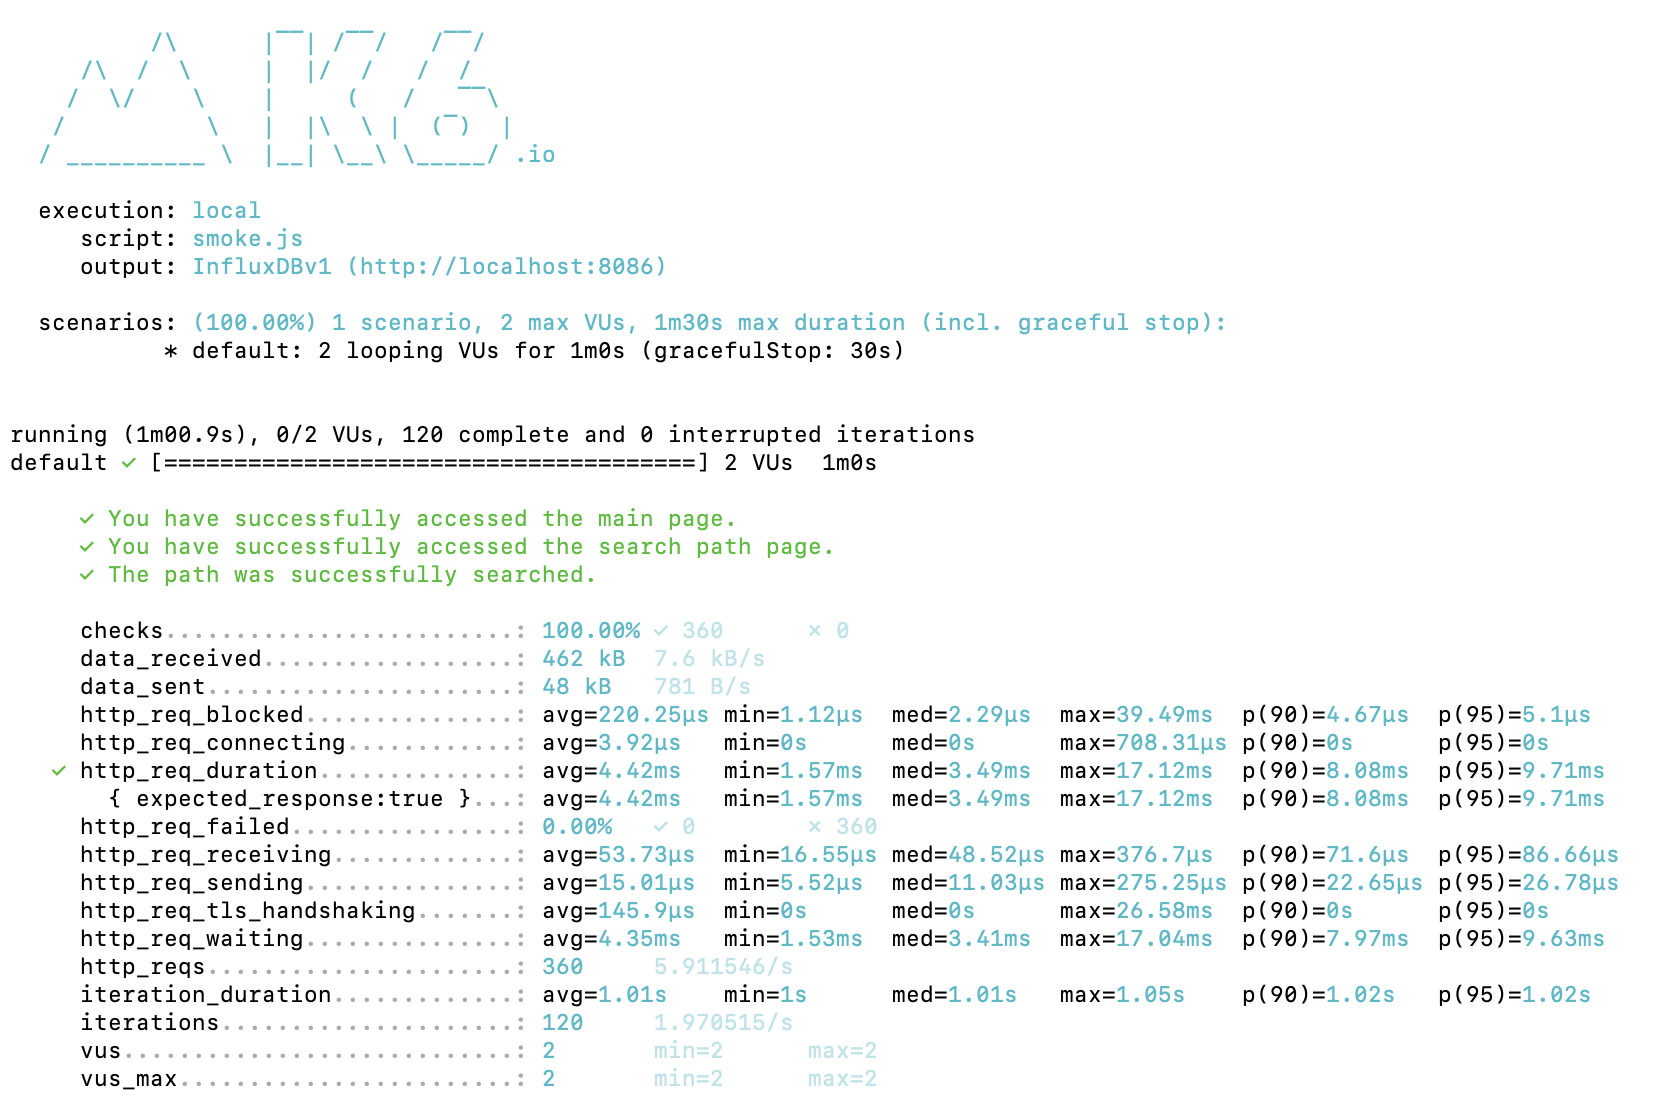 /\      |‾‾| /‾‾/   /‾‾/
     /\  /  \     |  |/  /   /  /
    /  \/    \    |     (   /   ‾‾\
   /          \   |  |\  \ |  (‾)  |
  / __________ \  |__| \__\ \_____/ .io
execution: local
script: smoke.js
output: InfluxDBv1 (http://localhost:8086)
scenarios: (100.00%) 1 scenario, 2 max VUs, 1m30s max duration (incl. graceful stop):
* default: 2 looping VUs for 1m0s (gracefulStop: 30s)
running (1m00.9s), 0/2 VUs, 120 complete and 0 interrupted iterations
default ✓ [======================================] 2 VUs  1m0s
✓ You have successfully accessed the main page.
✓ You have successfully accessed the search path page.
✓ The path was successfully searched.
checks.........................: 100.00% ✓ 360      ✗ 0
data_received..................: 462 kB  7.6 kB/s
data_sent......................: 48 kB   781 B/s
http_req_blocked...............: avg=220.25µs min=1.12µs  med=2.29µs  max=39.49ms  p(90)=4.67µs  p(95)=5.1µs
http_req_connecting............: avg=3.92µs   min=0s      med=0s      max=708.31µs p(90)=0s      p(95)=0s
✓ http_req_duration..............: avg=4.42ms   min=1.57ms  med=3.49ms  max=17.12ms  p(90)=8.08ms  p(95)=9.71ms
{ expected_response:true }...: avg=4.42ms   min=1.57ms  med=3.49ms  max=17.12ms  p(90)=8.08ms  p(95)=9.71ms
http_req_failed................: 0.00%   ✓ 0        ✗ 360
http_req_receiving.............: avg=53.73µs  min=16.55µs med=48.52µs max=376.7µs  p(90)=71.6µs  p(95)=86.66µs
http_req_sending...............: avg=15.01µs  min=5.52µs  med=11.03µs max=275.25µs p(90)=22.65µs p(95)=26.78µs
http_req_tls_handshaking.......: avg=145.9µs  min=0s      med=0s      max=26.58ms  p(90)=0s      p(95)=0s
http_req_waiting...............: avg=4.35ms   min=1.53ms  med=3.41ms  max=17.04ms  p(90)=7.97ms  p(95)=9.63ms
http_reqs......................: 360     5.911546/s
iteration_duration.............: avg=1.01s    min=1s      med=1.01s   max=1.05s    p(90)=1.02s   p(95)=1.02s
iterations.....................: 120     1.970515/s
vus............................: 2       min=2      max=2
vus_max........................: 2       min=2      max=2